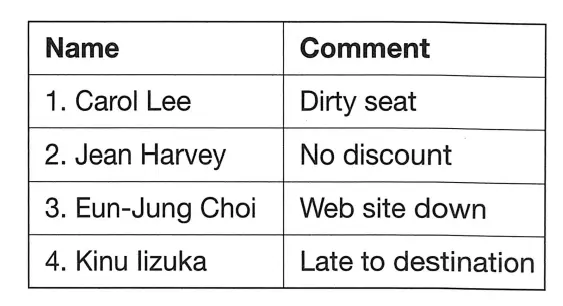 Name Comment
1. Carol Lee Dirty seat
2. Jean Harvey No discount
3. Eun-Jung Choi Web site down
4. Kinu Iizuka Late to destination